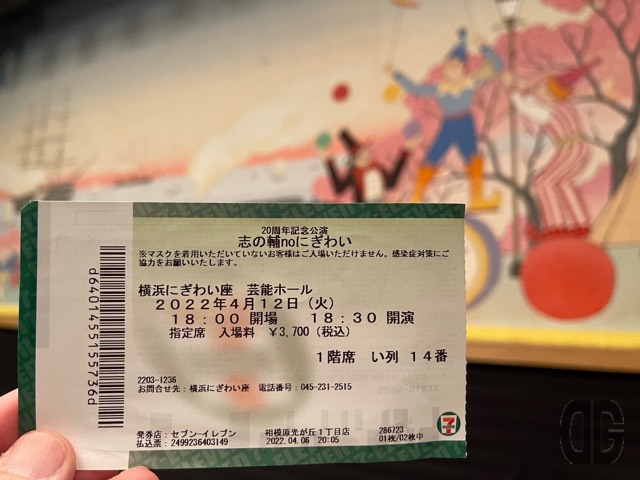 20周年記念公演
志の輔noにぎわい
※マスクを着用いただいていないお客様はご入場いただけません。感染症対策にご
協力をお願いいたします。
横浜にぎわい座 芸能ホール
2022年4月12日(火)
18:00 開場 18:30 開演
指定席 入場料 ¥3,700(税込)
1階席 い列 14番
2203-1236
お問合せ先:横浜にぎわい座 電話番号:045-231-2515
発券店:セブン-イレブン 相模原光が丘1丁目店 286723
払込票:2499236403149 2022.04.06 20:05 01枚/02枚中
d6401455155736d
DG